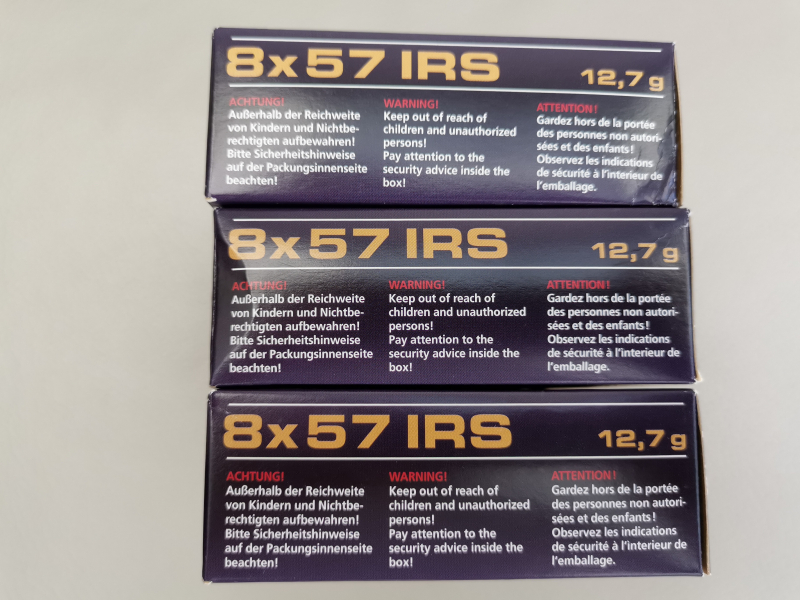 8x57 IRS
12,7 g
ACHTUNG!
Außerhalb der Reichweite
von Kindern und Nichtbe-
rechtigten aufbewahren!
Bitte Sicherheitshinweise
auf der Packungsinnenseite
beachten!
WARNING!
Keep out of reach of
children and unauthorized
persons!
Pay attention to the
security advice inside the
box!
ATTENTION!
Gardez hors de la portée
des personnes non autori-
sées et des enfants!
Observez les indications
de sécurité à l'interieur de
l'emballage.
8x57 IRS
12,7 g
ACHTUNG!
Außerhalb der Reichweite
von Kindern und Nichtbe-
rechtigten aufbewahren!
Bitte Sicherheitshinweise
auf der Packungsinnenseite
beachten!
WARNING!
Keep out of reach of
children and unauthorized
persons!
Pay attention to the
security advice inside the
box!
ATTENTION!
Gardez hors de la portée
des personnes non autori-
sées et des enfants!
Observez les indications
de sécurité à l'interieur de
l'emballage.
8x57 IRS
12,7 g
ACHTUNG!
Außerhalb der Reichweite
von Kindern und Nichtbe-
rechtigten aufbewahren!
Bitte Sicherheitshinweise
auf der Packungsinnenseite
beachten!
WARNING!
Keep out of reach of
children and unauthorized
persons!
Pay attention to the
security advice inside the
box!
ATTENTION!
Gardez hors de la portée
des personnes non autori-
sées et des enfants!
Observez les indications
de sécurité à l'interieur de
l'emballage.